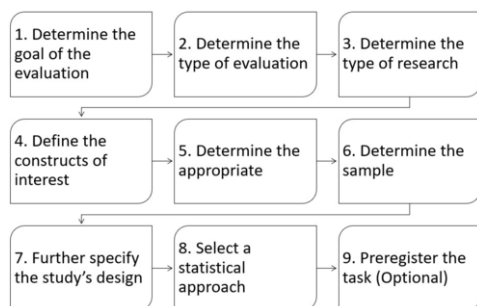 1. Determine the
goal of the
evaluation
2. Determine the
type of evaluation
3. Determine the
type of research
4. Define the
constructs of
interest
5. Determine the
appropriate
6. Determine the
sample
7. Further specify
the study's design
8. Select a
statistical
approach
9. Preregister the
task (Optional)